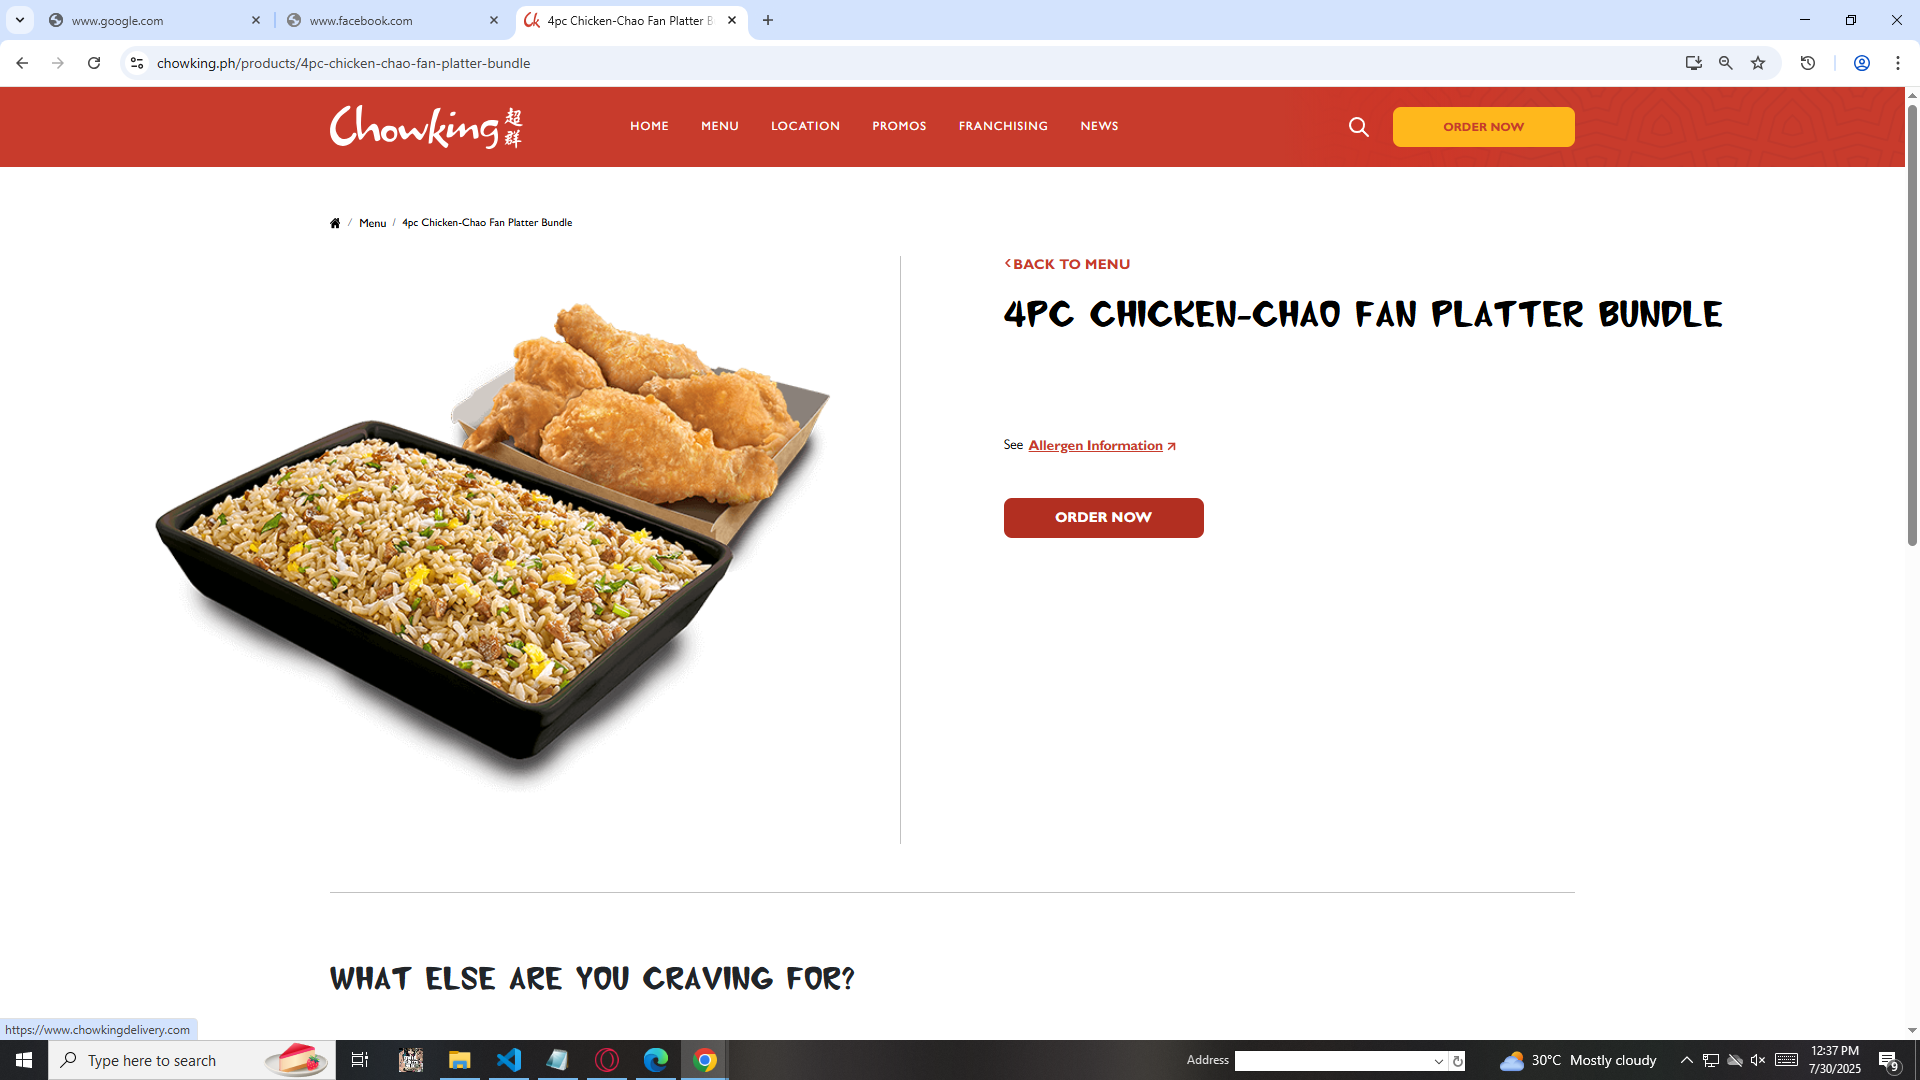 www.google.com
www.facebook.com
4pc Chicken-Chao Fan Platter B
chowking.ph/products/4pc-chicken-chao-fan-platter-bundle
Chowking 超群
HOME
MENU
LOCATION
PROMOS
FRANCHISING
NEWS
ORDER NOW
/ Menu / 4pc Chicken-Chao Fan Platter Bundle
BACK TO MENU
4PC CHICKEN-CHAO FAN PLATTER BUNDLE
See Allergen Information
ORDER NOW
WHAT ELSE ARE YOU CRAVING FOR?
https://www.chowkingdelivery.com
Type here to search
Address
30°C Mostly cloudy
12:37 PM
7/30/2025
9